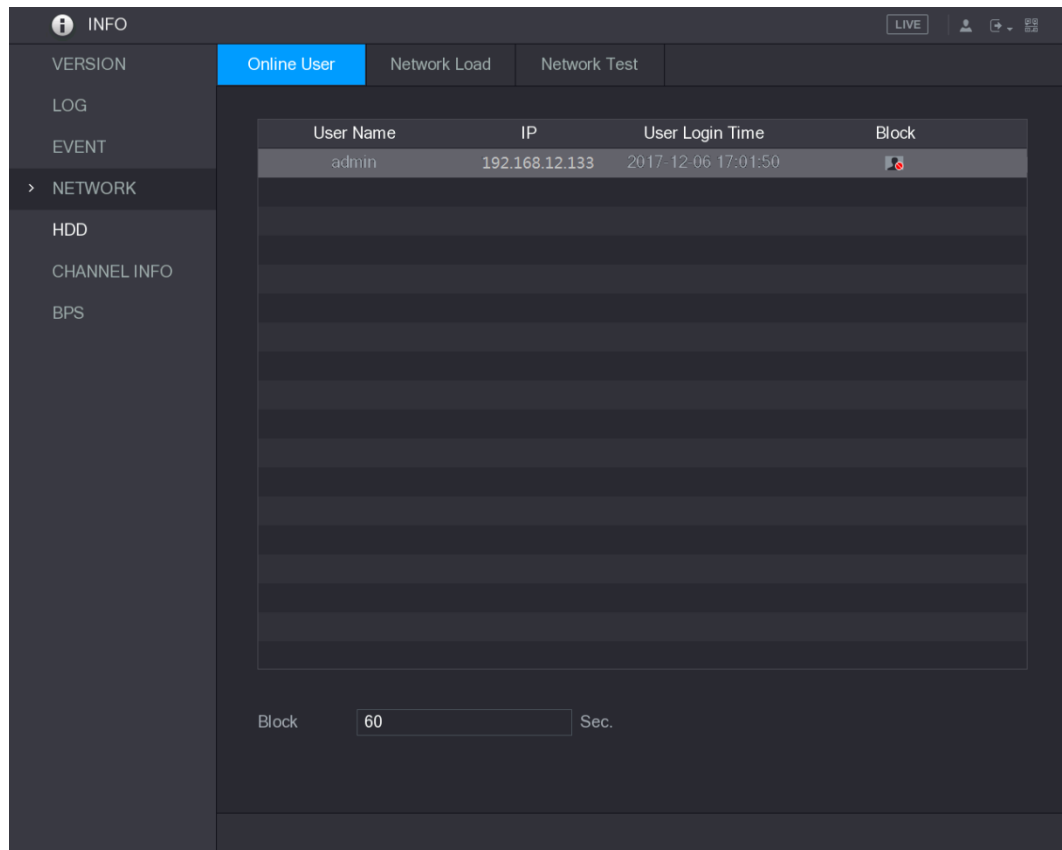 INFO
LIVE
VERSION
LOG
EVENT
NETWORK
HDD
CHANNEL INFO
BPS
Online User Network Load Network Test
User Name IP User Login Time Block
admin 192.168.12.133 2017-12-06 17:01:50
Block 60 Sec.